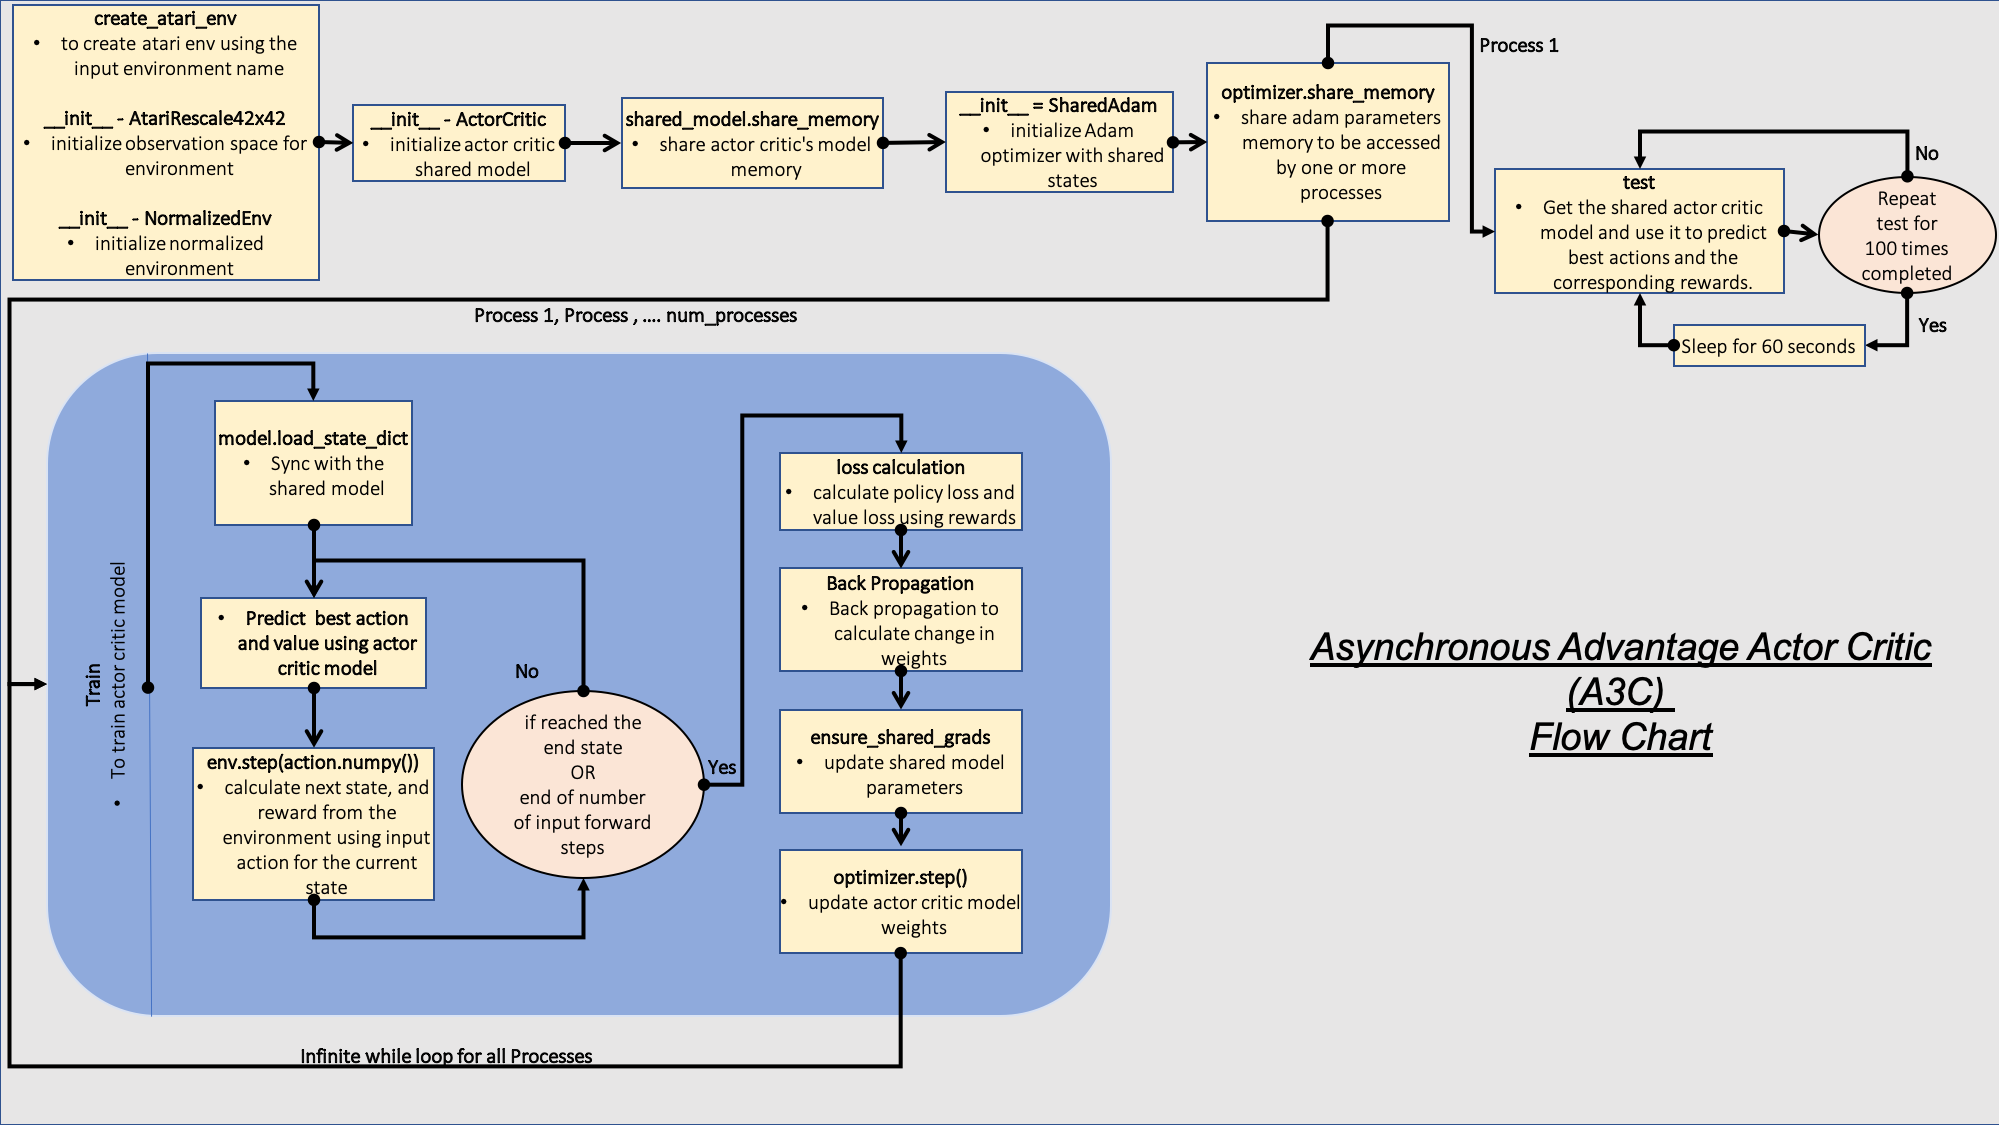 create_atari_env
• to create atari env using the
input environment name
__init__ - AtariRescale42x42
• initialize observation space for
environment
__init__ - NormalizedEnv
• initialize normalized
environment
__init__ - ActorCritic
• initialize actor critic
shared model
shared_model.share_memory
• share actor critic's model
memory
__init__ = SharedAdam
• initialize Adam
optimizer with shared
states
optimizer.share_memory
• share adam parameters
memory to be accessed
by one or more
processes
Process 1
test
• Get the shared actor critic
model and use it to predict
best actions and the
corresponding rewards.
No
Repeat
test for
100 times
completed
Yes
Sleep for 60 seconds
Process 1, Process , .... num_processes
Train
• To train actor critic model
model.load_state_dict
• Sync with the
shared model
• Predict  best action
and value using actor
critic model
env.step(action.numpy())
• calculate next state, and
reward from the
environment using input
action for the current
state
No
if reached the
end state
OR
end of number
of input forward
steps
Yes
loss calculation
• calculate policy loss and
value loss using rewards
Back Propagation
• Back propagation to
calculate change in
weights
ensure_shared_grads
• update shared model
parameters
optimizer.step()
• update actor critic model
weights
Infinite while loop for all Processes
Asynchronous Advantage Actor Critic
(A3C)
Flow Chart